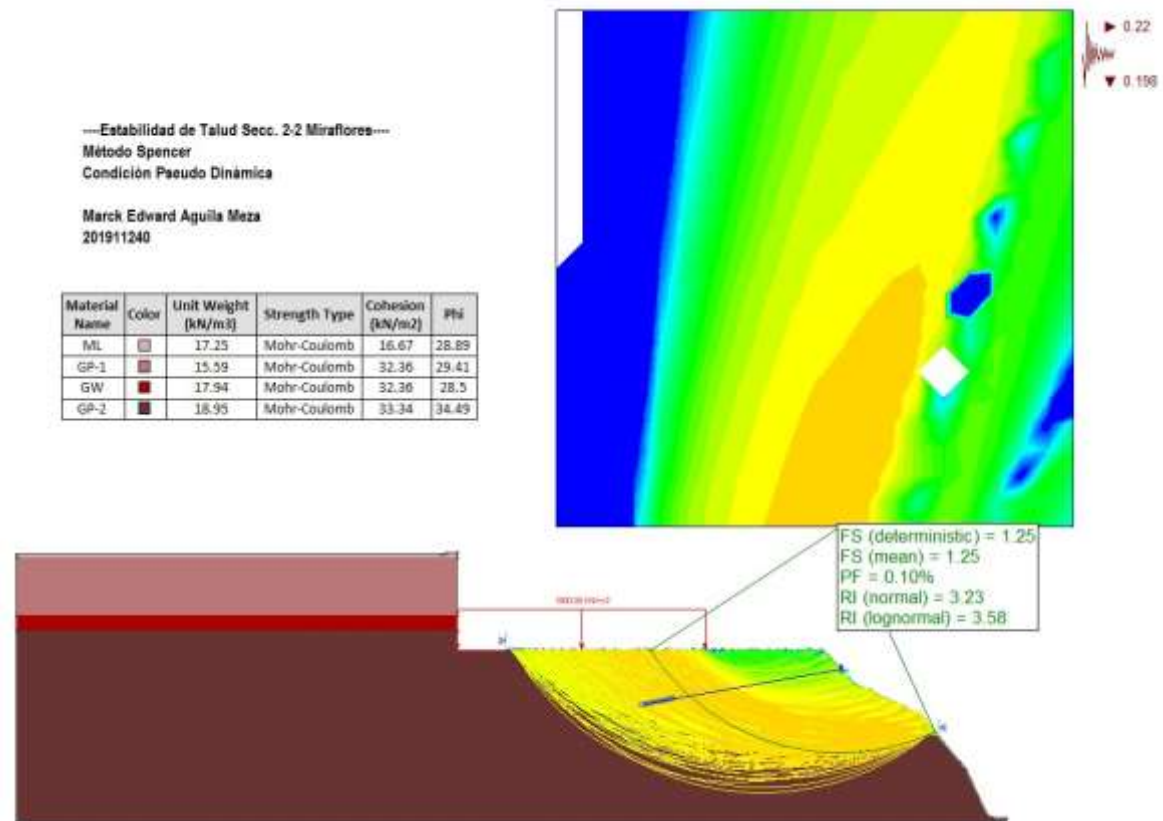 ----Estabilidad de Talud Secc. 2-2 Miraflores----
Método Spencer
Condición Pseudo Dinámica
Marck Edward Aguila Meza
201911240
Material Name Color Unit Weight (kN/m3) Strength Type Cohesion (kN/m2) Phi
ML 17.25 Mohr-Coulomb 16.67 28.89
GP-1 15.59 Mohr-Coulomb 32.36 29.41
GW 17.94 Mohr-Coulomb 32.36 28.5
GP-2 18.95 Mohr-Coulomb 33.34 34.49
0.22
0.198
FS (deterministic) = 1.25
FS (mean) = 1.25
PF = 0.10%
RI (normal) = 3.23
RI (lognormal) = 3.58